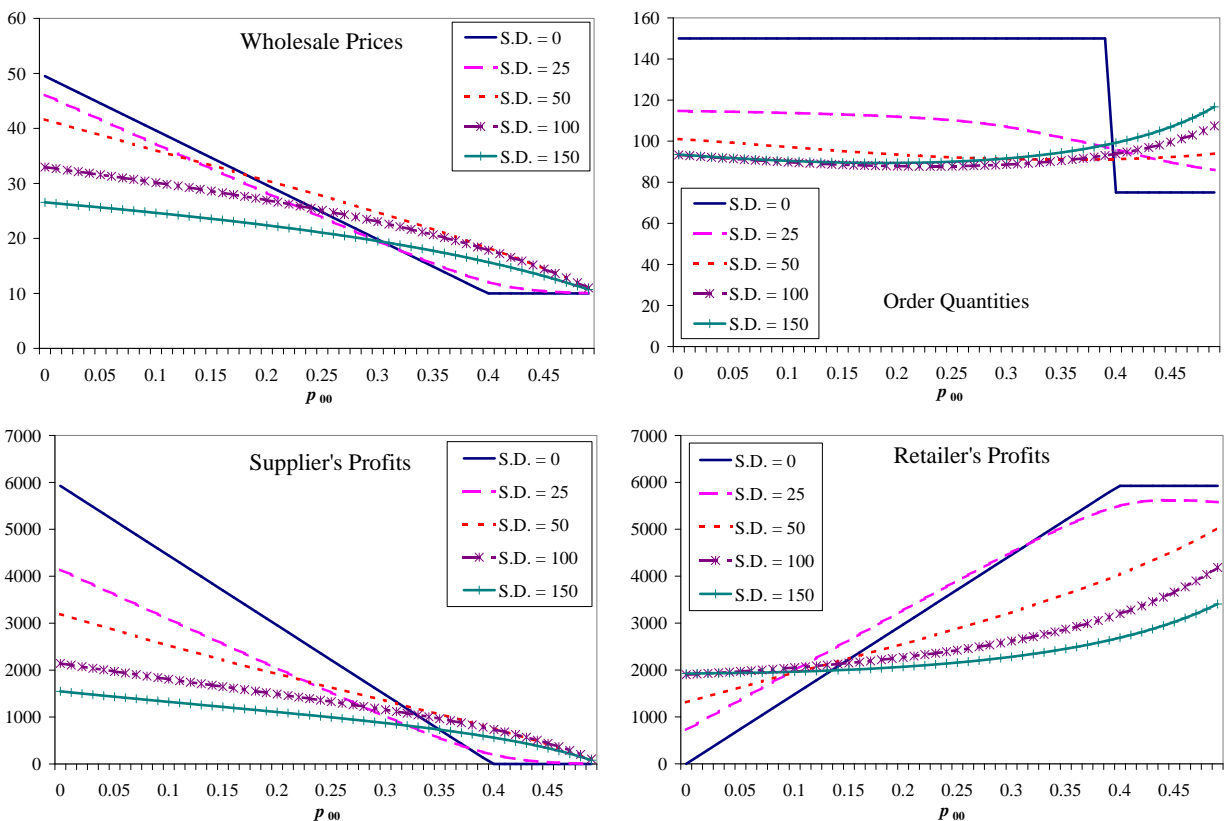 Wholesale Prices
60
50
40
30
20
10
0
S.D. = 0
S.D. = 25
S.D. = 50
S.D. = 100
S.D. = 150
0 0.05 0.1 0.15 0.2 0.25 0.3 0.35 0.4 0.45
p 00
Order Quantities
160
140
120
100
80
60
40
20
0
S.D. = 0
S.D. = 25
S.D. = 50
S.D. = 100
S.D. = 150
0 0.05 0.1 0.15 0.2 0.25 0.3 0.35 0.4 0.45
p 00
Supplier's Profits
7000
6000
5000
4000
3000
2000
1000
0
S.D. = 0
S.D. = 25
S.D. = 50
S.D. = 100
S.D. = 150
0 0.05 0.1 0.15 0.2 0.25 0.3 0.35 0.4 0.45
p 00
Retailer's Profits
7000
6000
5000
4000
3000
2000
1000
0
S.D. = 0
S.D. = 25
S.D. = 50
S.D. = 100
S.D. = 150
0 0.05 0.1 0.15 0.2 0.25 0.3 0.35 0.4 0.45
p 00